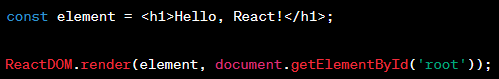 const element = <h1>Hello, React!</h1>;
ReactDOM.render(element, document.getElementById('root'));